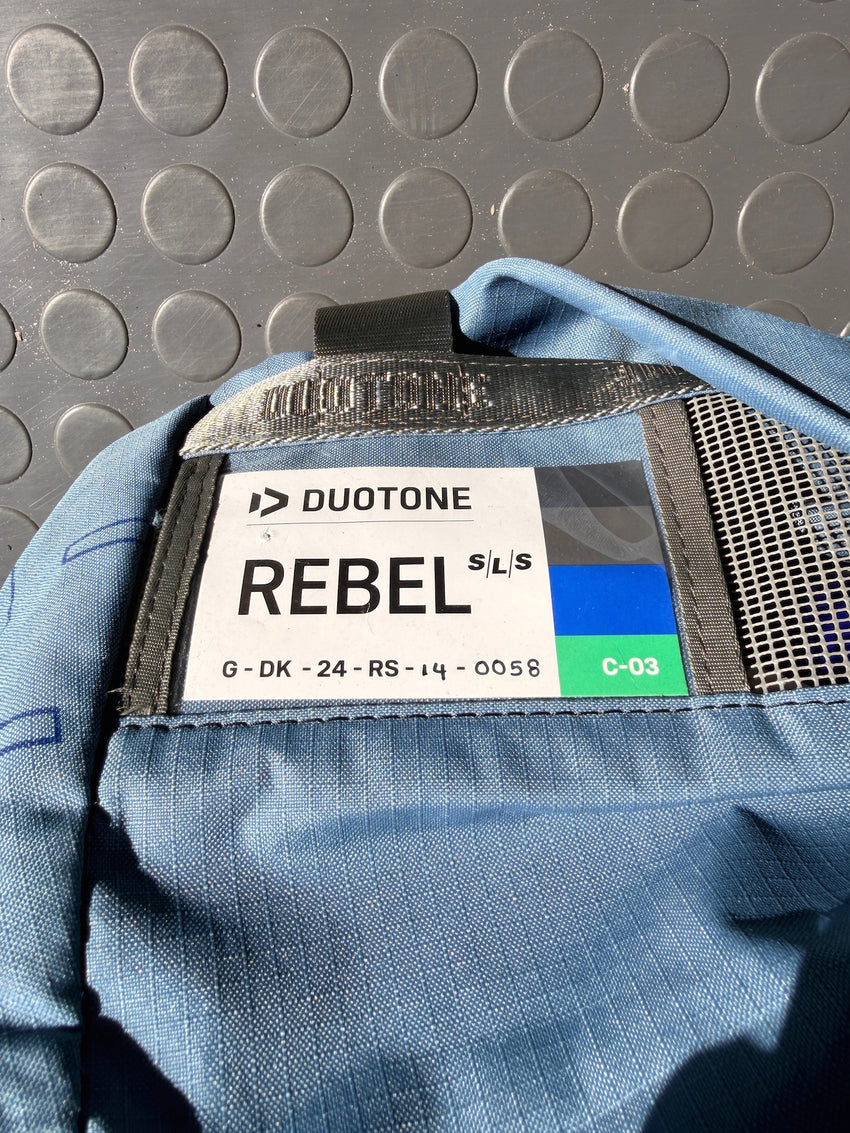 DUOTONE
DUOTONE
REBEL S/L/S
G-DK-24-RS-14-0058
C-03